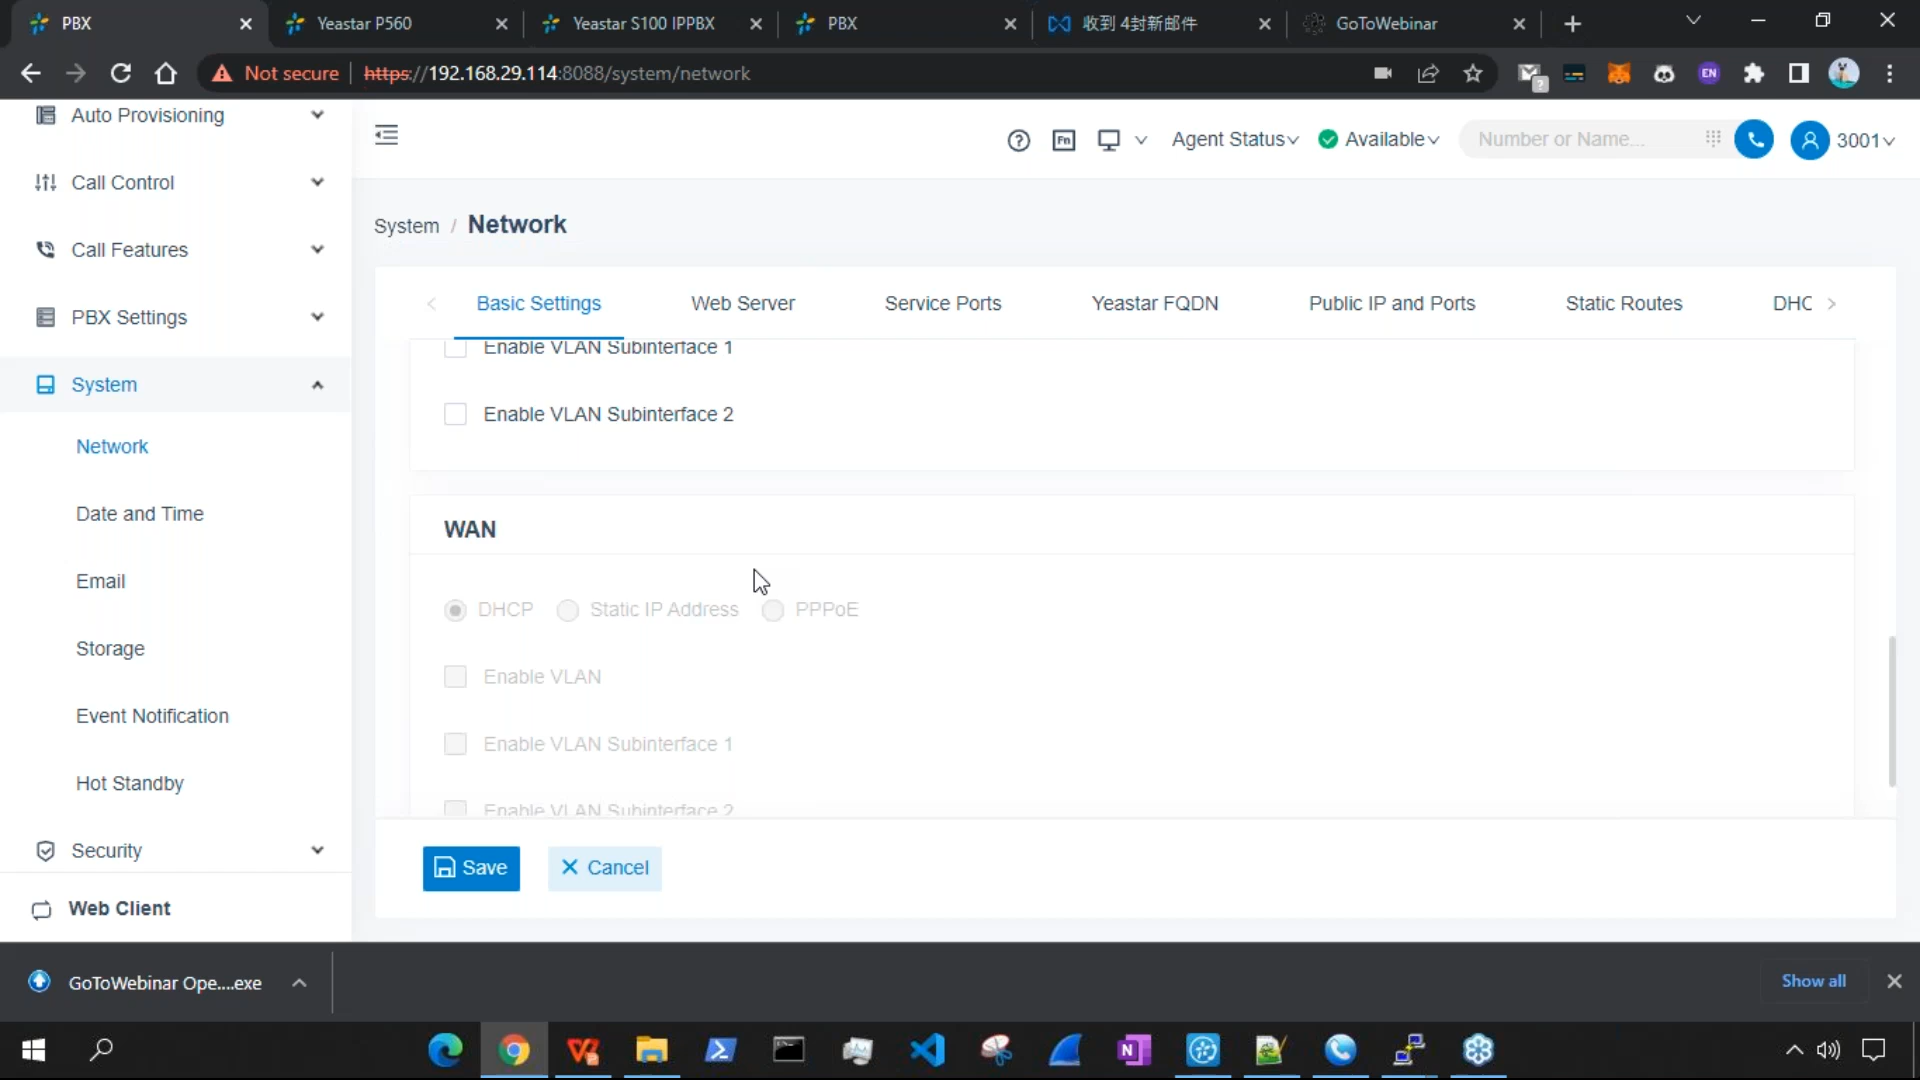 PBX
Yeastar P560
Yeastar S100 IPPBX
PBX
收到 4封新邮件
GoToWebinar
Not secure
https://192.168.29.114:8088/system/network
?
EN
Auto Provisioning
Call Control
Call Features
PBX Settings
System
Network
Date and Time
Email
Storage
Event Notification
Hot Standby
Security
Web Client
Fn
Agent Status
Available
Number or Name...
3001
System / Network
Basic Settings
Web Server
Service Ports
Yeastar FQDN
Public IP and Ports
Static Routes
DHC
Enable VLAN Subinterface 1
Enable VLAN Subinterface 2
WAN
DHCP
Static IP Address
PPPoE
Enable VLAN
Enable VLAN Subinterface 1
Enable VLAN Subinterface 2
Save
Cancel
GoToWebinar Ope....exe
Show all